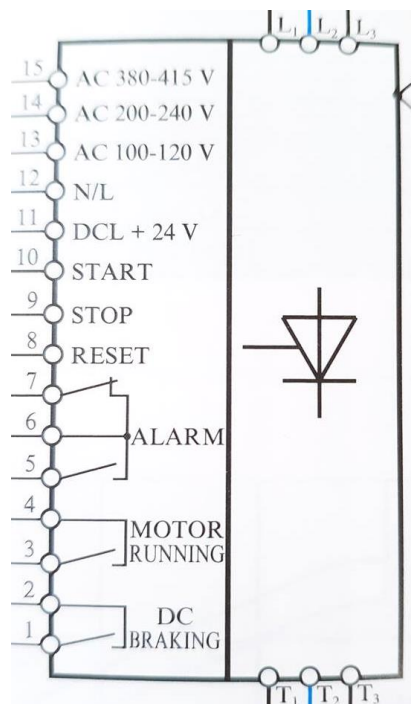 L₁ L₂ L₃
15 AC 380-415 V
14 AC 200-240 V
13 AC 100-120 V
12 N/L
11 DCL + 24 V
10 START
9 STOP
8 RESET
7
6 ALARM
5
4 MOTOR
3 RUNNING
2 DC
1 BRAKING
T₁ T₂ T₃